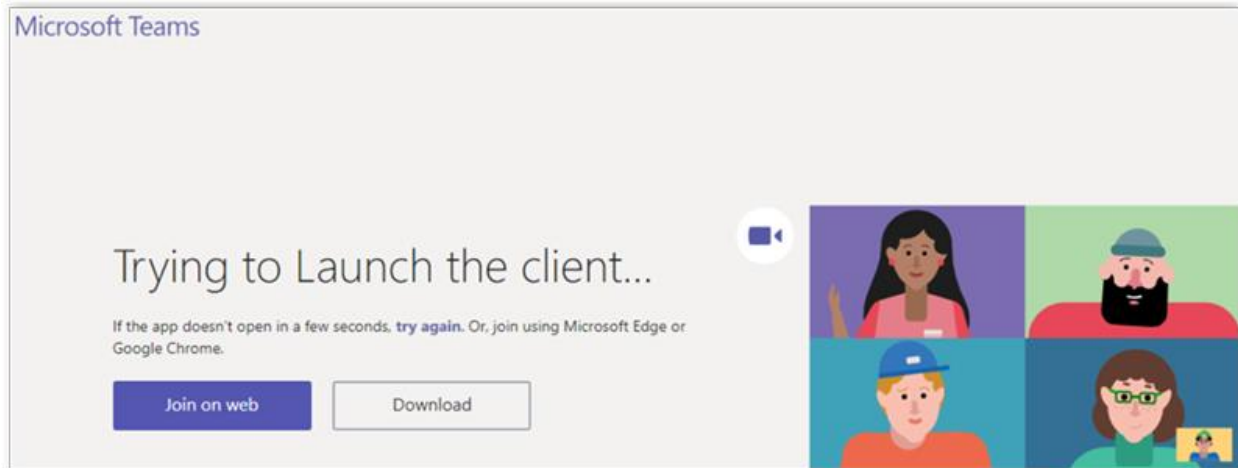 Microsoft Teams
Trying to Launch the client...
If the app doesn't open in a few seconds, try again. Or, join using Microsoft Edge or
Google Chrome.
Join on web
Download